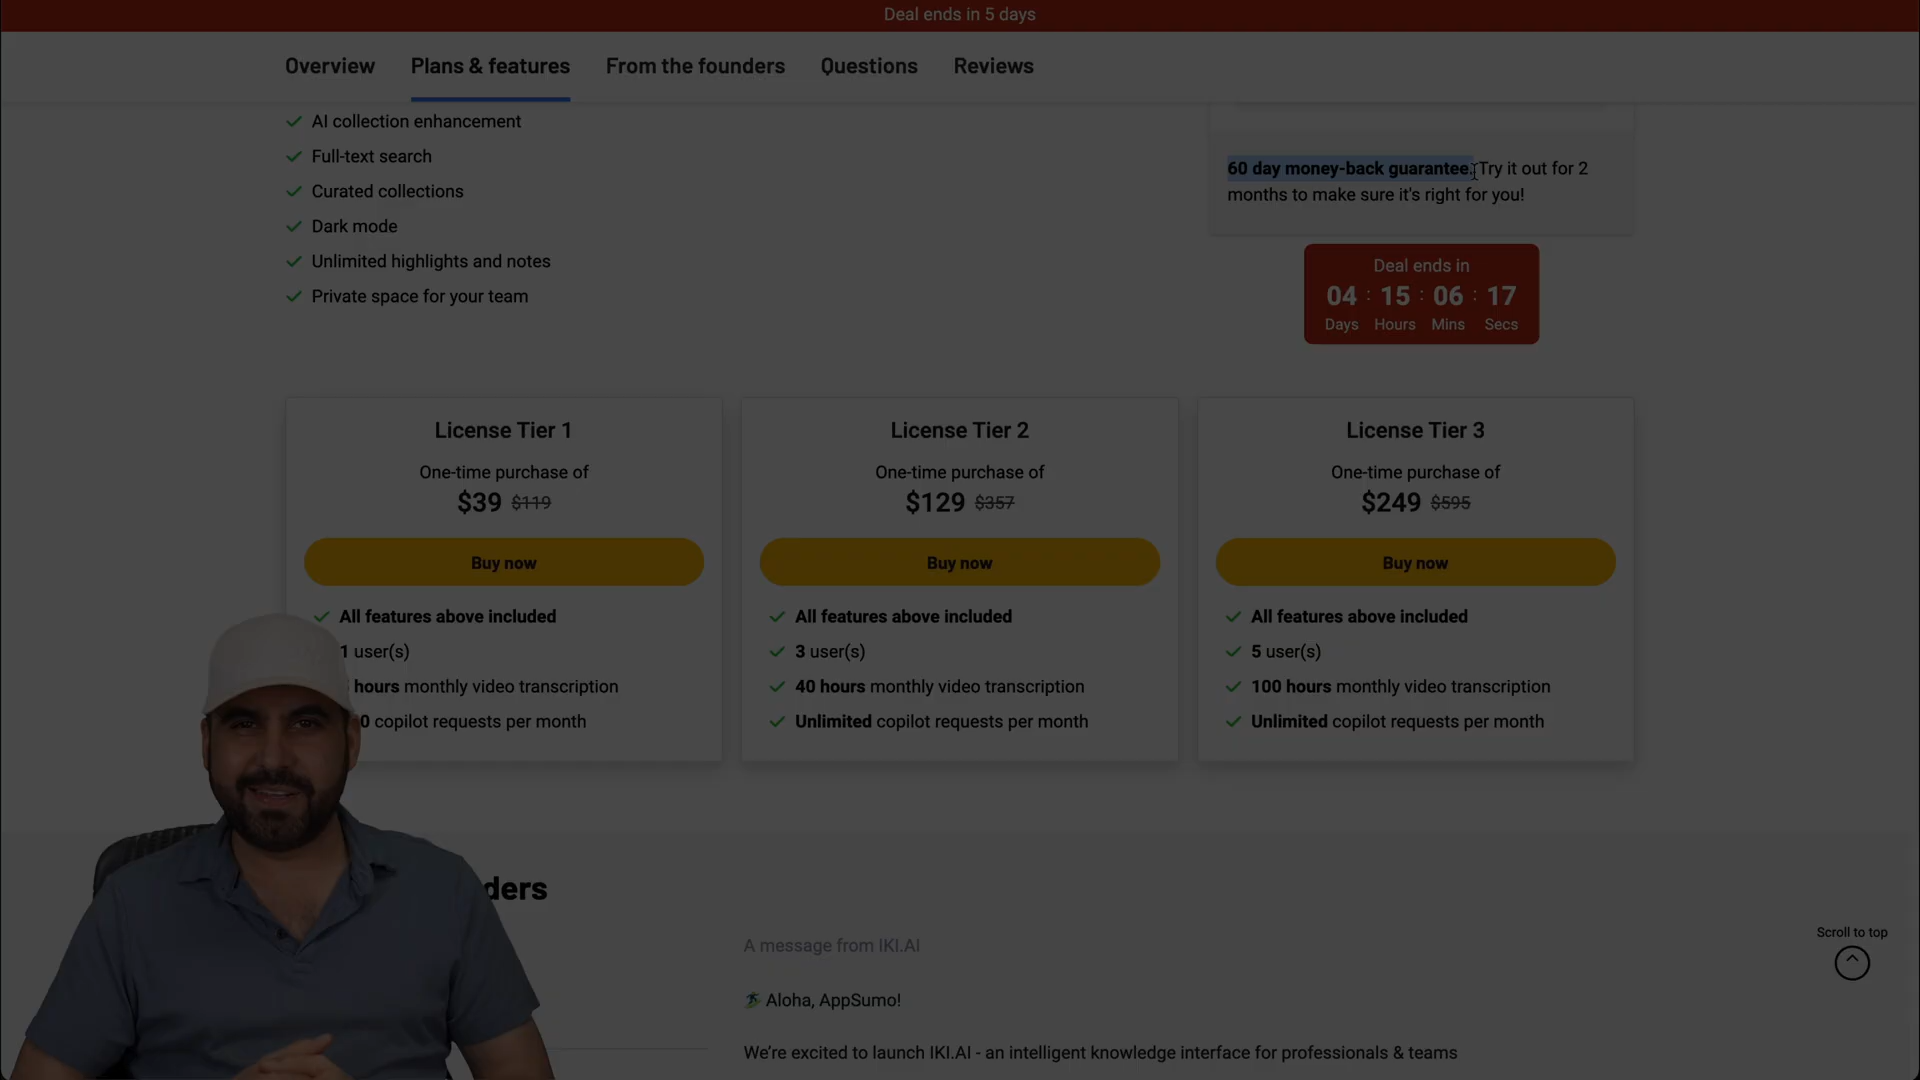 Deal ends in 5 days
Overview
Plans & features
From the founders
Questions
Reviews
AI collection enhancement
Full-text search
Curated collections
Dark mode
Unlimited highlights and notes
Private space for your team
60 day money-back guarantee. Try it out for 2
months to make sure it's right for you!
Deal ends in
04 : 15 : 06 : 17
Days Hours Mins Secs
License Tier 1
One-time purchase of
$39 $119
Buy now
All features above included
1 user(s)
hours monthly video transcription
copilot requests per month
License Tier 2
One-time purchase of
$129 $357
Buy now
All features above included
3 user(s)
40 hours monthly video transcription
Unlimited copilot requests per month
License Tier 3
One-time purchase of
$249 $595
Buy now
All features above included
5 user(s)
100 hours monthly video transcription
Unlimited copilot requests per month
A message from IKI.AI
Aloha, AppSumo!
We’re excited to launch IKI.AI - an intelligent knowledge interface for professionals & teams
Scroll to top